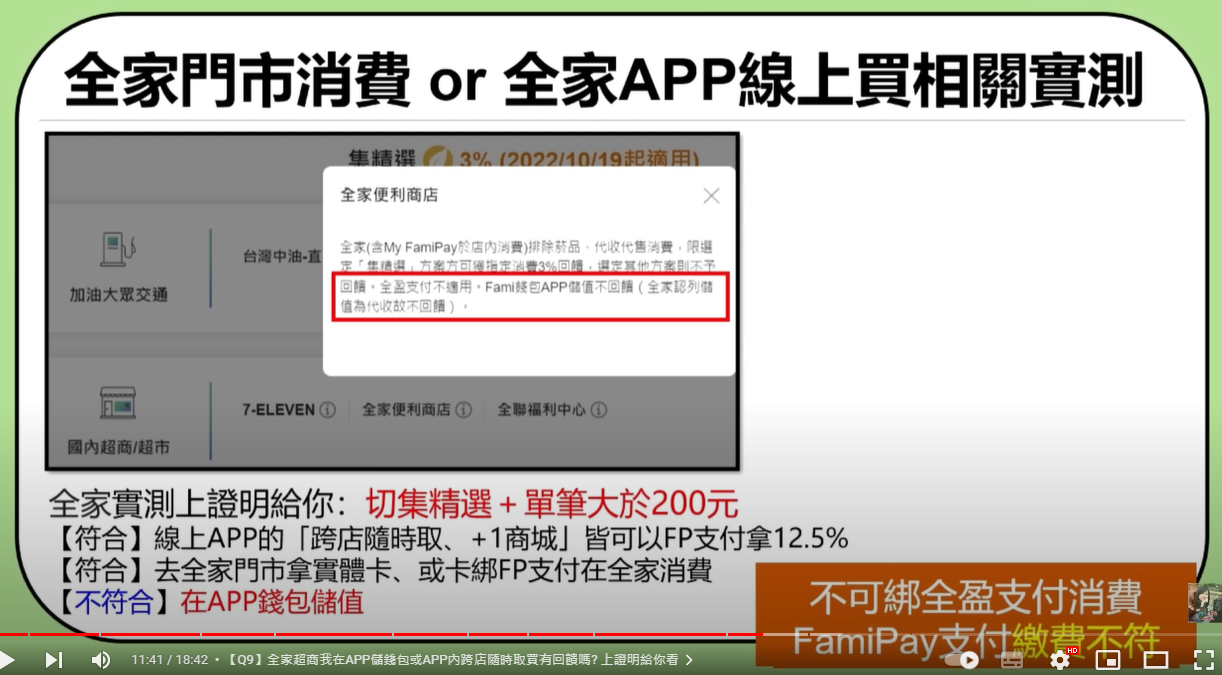 全家門市消費 or 全家APP線上買相關實測
集精選 3% (2022/10/19起適用)
全家便利商店
全家(含My FamiPay於店內消費)排除菸品、代收代售消費，限選
定「集精選」方案方可獲指定消費3%回饋，選定其他方案則不予
回饋。全盈支付不適用。Fami錢包APP儲值不回饋（全家認列儲
值為代收故不回饋）。
加油大眾交通
台灣中油-直
國內超商/超市
7-ELEVEN
全家便利商店
全聯福利中心
全家實測上證明給你：切集精選＋單筆大於200元
【符合】線上APP的「跨店隨時取、+1商城」皆可以FP支付拿12.5%
【符合】去全家門市拿實體卡、或卡綁FP支付在全家消費
【不符合】在APP錢包儲值
不可綁全盈支付消費
FamiPay支付繳費不符
11:41 / 18:42 •【Q9】全家超商我在APP儲錢包或APP內跨店隨時取買有回饋嗎? 上證明給你看
HD